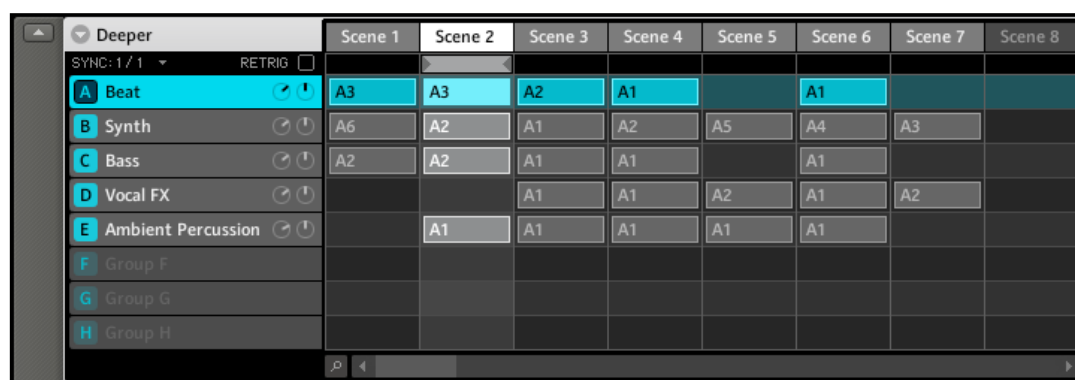 Deeper Scene 1 Scene 2 Scene 3 Scene 4 Scene 5 Scene 6 Scene 7 Scene 8
SYNC: 1 / 1 RETRIG
A Beat A3 A3 A2 A1 A1
B Synth A6 A2 A1 A2 A5 A4 A3
C Bass A2 A2 A1 A1 A1
D Vocal FX A1 A1 A2 A1 A2
E Ambient Percussion A1 A1 A1 A1 A1
F Group F
G Group G
H Group H